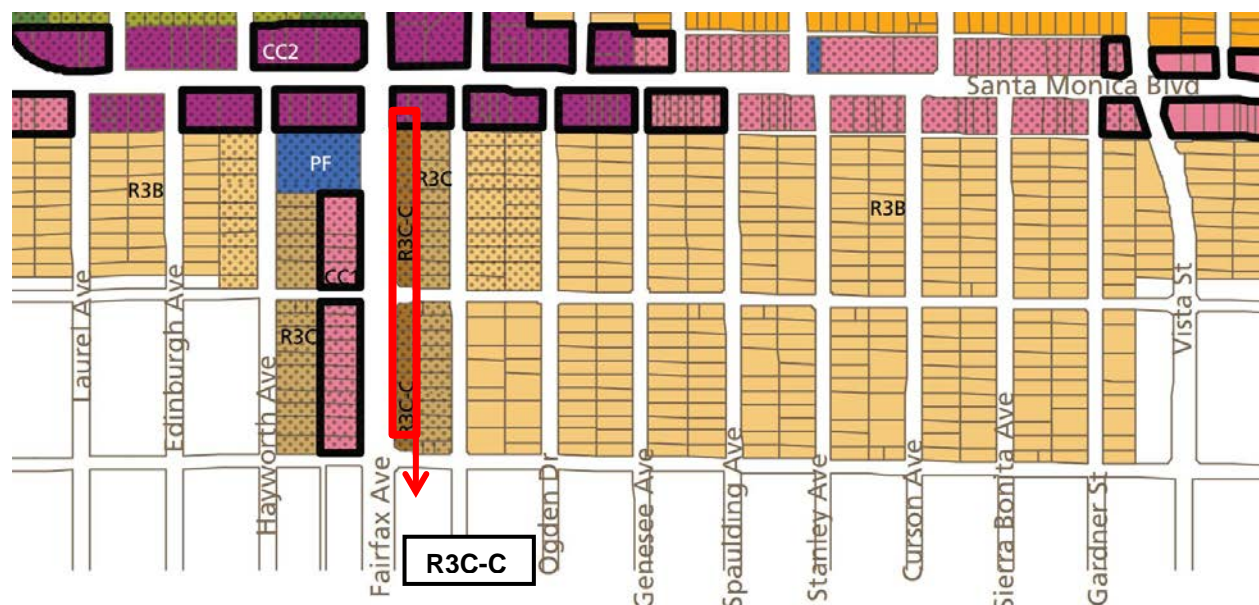 CC2
Santa Monica Blvd
PF
R3C
R3B
R3B
R3C-C
CC1
R3C
R3C-C
Laurel Ave
Edinburgh Ave
Hayworth Ave
Fairfax Ave
Ogden Dr
Genesee Ave
Spaulding Ave
Stanley Ave
Curson Ave
Sierra Bonita Ave
Gardner St
Vista St
R3C-C